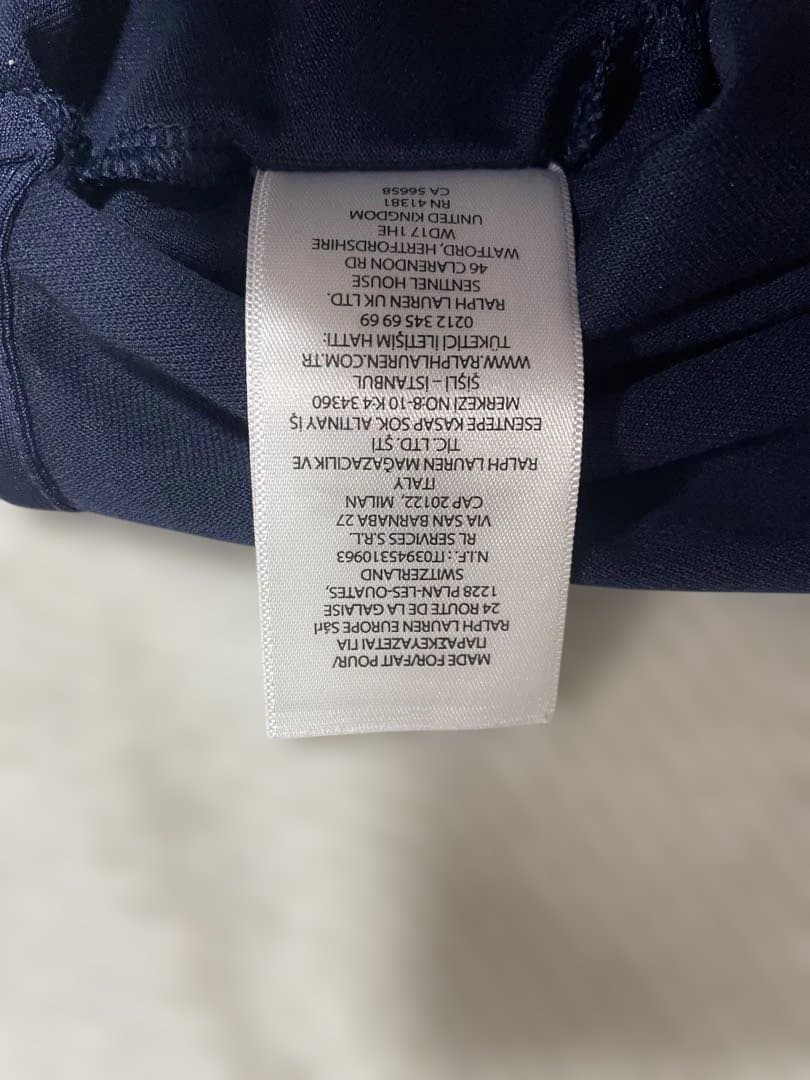 MADE FOR/FAIT POUR/
ΠΑΡΑΣΚΕΥΑΖΕΤΑΙ ΓΙΑ
RALPH LAUREN EUROPE Sárl
24 ROUTE DE LA GALAISE
1228 PLAN-LES-OUATES,
SWITZERLAND
N.I.F. : IT03945310963
RL SERVICES S.R.L.
VIA SAN BARNABA 27
CAP 20122, MILAN
ITALY
RALPH LAUREN MAĞAZACILIK VE
TIC. LTD. ŞTİ
ESENTEPE KASAP SOK. ALTINAY İŞ
MERKEZİ NO:8-10 K:4 34360
ŞİŞLİ - İSTANBUL
WWW.RALPHLAUREN.COM.TR
TÜKETİCİ İLETİŞİM HATTI:
0212 345 69 69
RALPH LAUREN UK LTD.
SENTINEL HOUSE
46 CLARENDON RD
WATFORD, HERTFORDSHIRE
WD17 1HE
UNITED KINGDOM
RN 41381
CA 56658